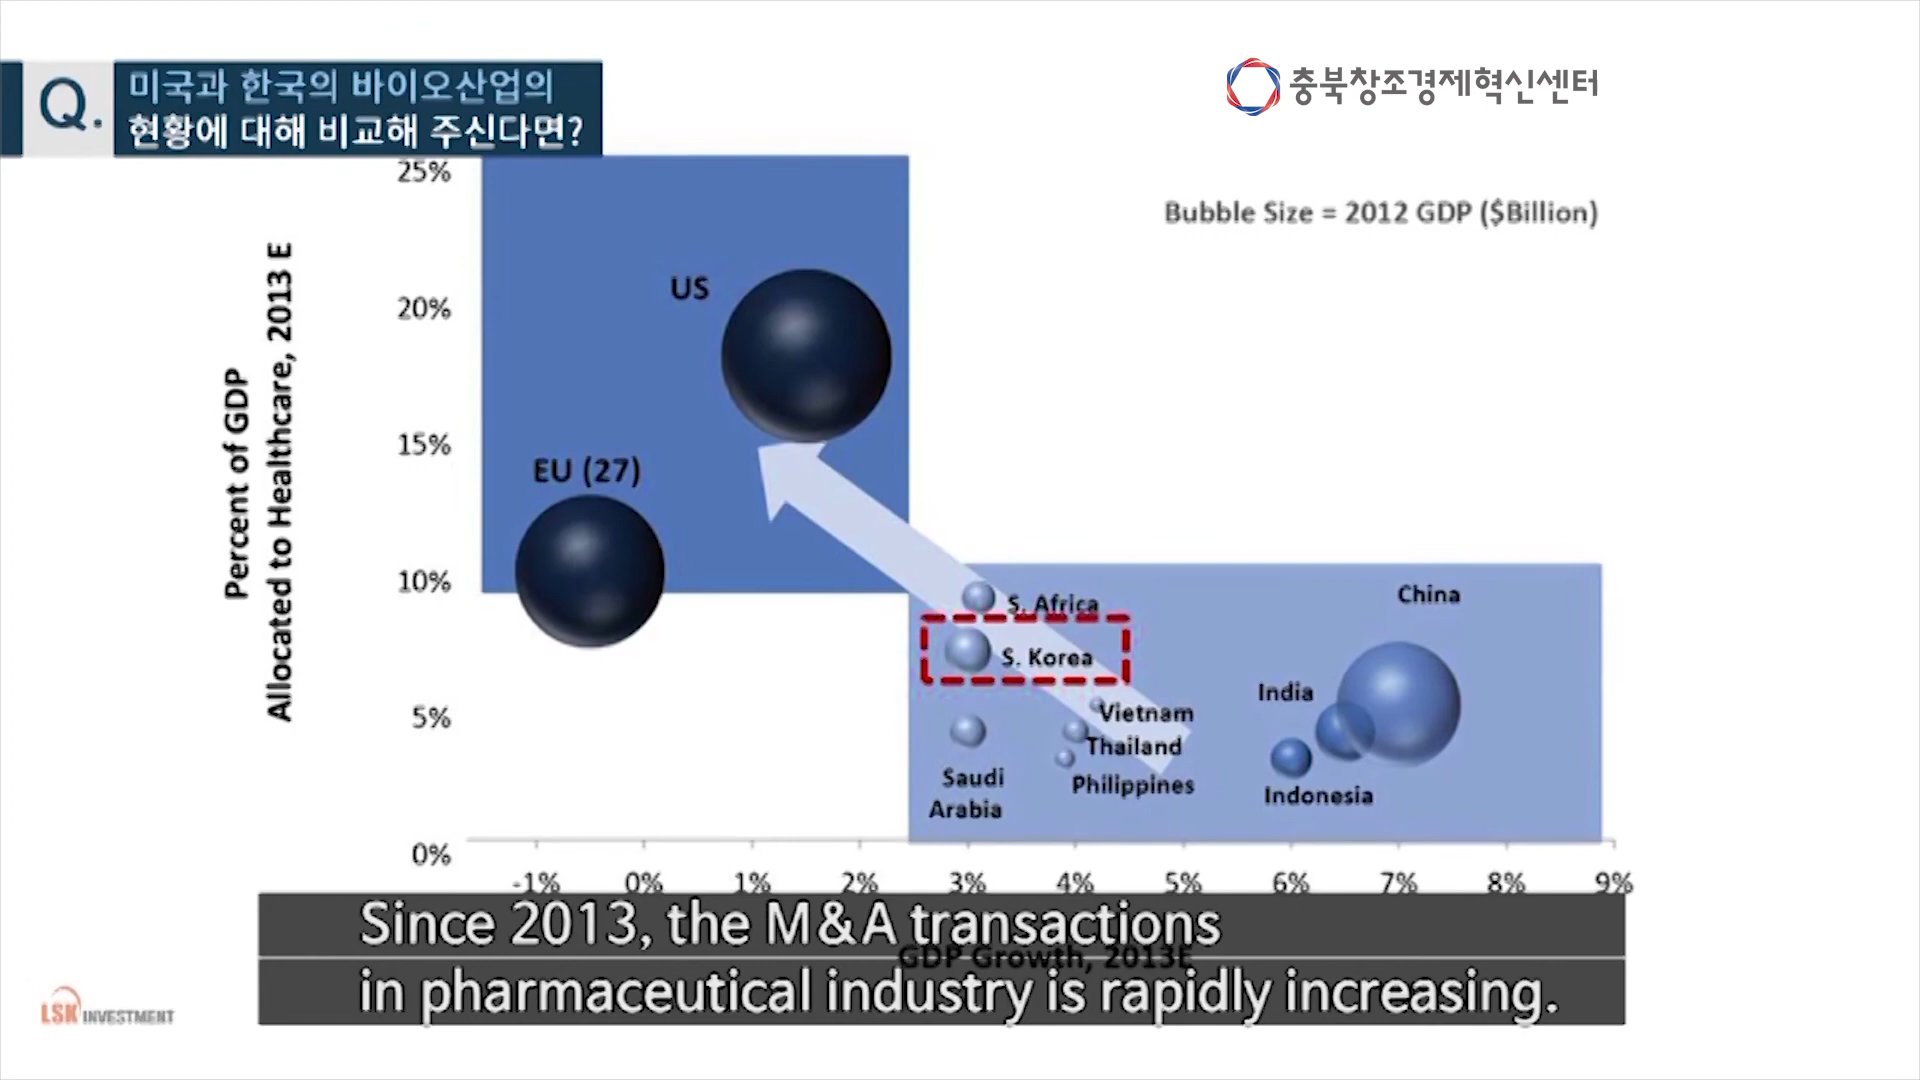 Q.
미국과 한국의 바이오산업의
현황에 대해 비교해 주신다면?
충북창조경제혁신센터
Bubble Size = 2012 GDP ($Billion)
Percent of GDP
Allocated to Healthcare, 2013 E
25%
20%
15%
10%
5%
0%
US
EU (27)
S. Africa
S. Korea
China
India
Vietnam
Thailand
Philippines
Saudi
Arabia
Indonesia
-1% 0% 1% 2% 3% 4% 5% 6% 7% 8% 9%
GDP Growth, 2013E
Since 2013, the M&A transactions
in pharmaceutical industry is rapidly increasing.
LSK INVESTMENT